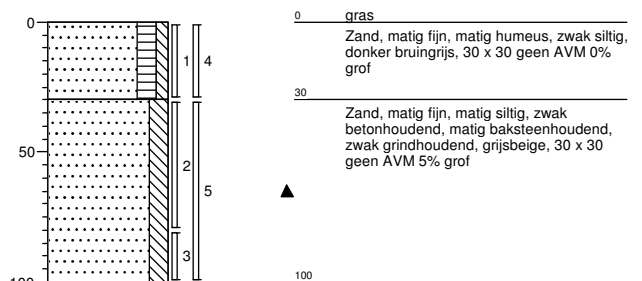 0
1
4
50
2
5
3
100
0 gras
Zand, matig fijn, matig humeus, zwak siltig,
donker bruingrijs, 30 x 30 geen AVM 0%
grof
30
Zand, matig fijn, matig siltig, zwak
betonhoudend, matig baksteenhoudend,
zwak grindhoudend, grijsbeige, 30 x 30
geen AVM 5% grof
100